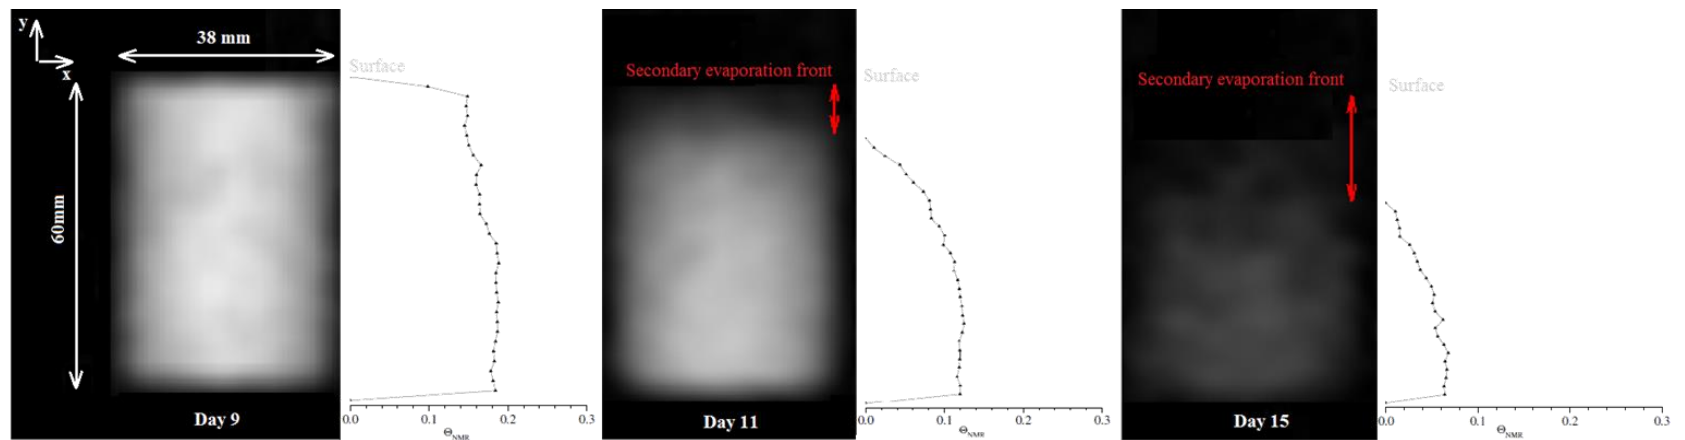 y
x
38 mm
60mm
Day 9
Surface
0.0 0.1 0.2 0.3
ΘNMR
Secondary evaporation front
Day 11
Surface
0.0 0.1 0.2 0.3
ΘNMR
Secondary evaporation front
Day 15
Surface
0.0 0.1 0.2 0.3
ΘNMR